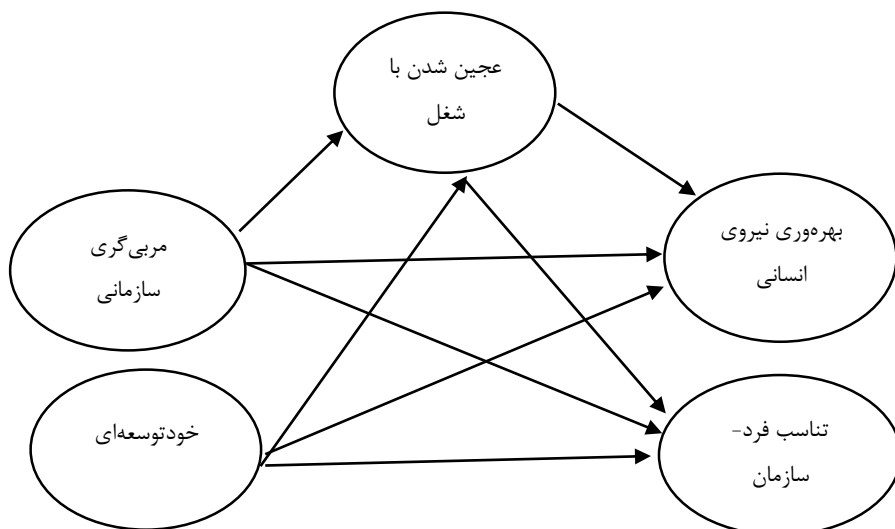 عجین شدن با
شغل
مربی‌گری
سازمانی
بهره‌وری نیروی
انسانی
خودتوسعه‌ای
تناسب فرد-
سازمان